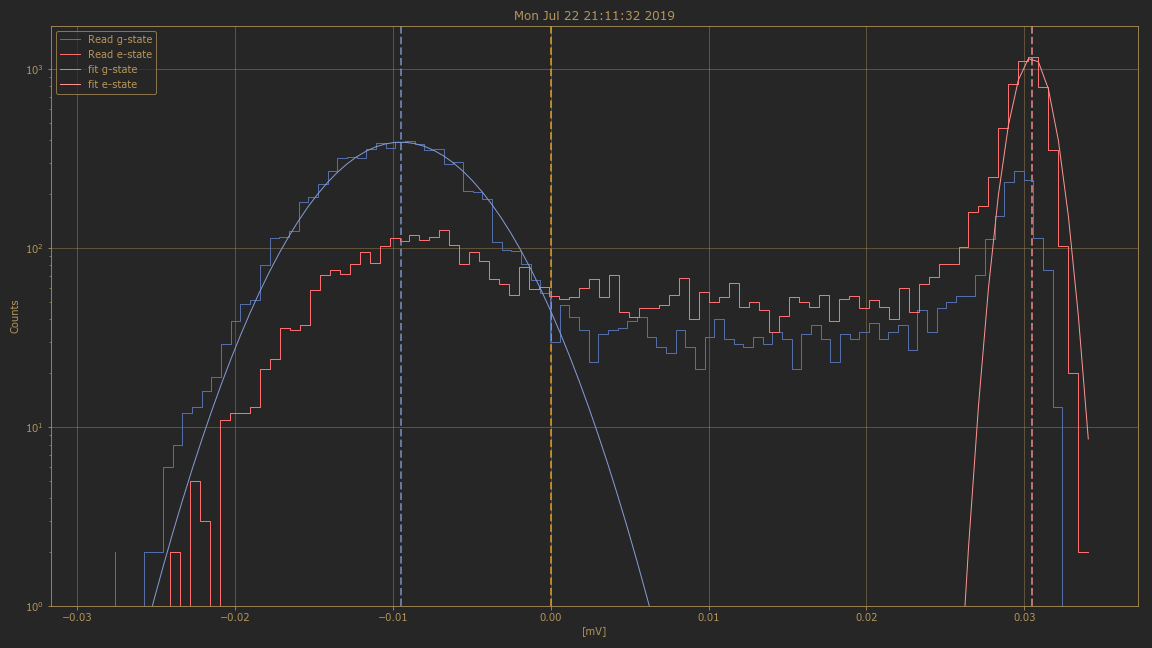 Mon Jul 22 21:11:32 2019
Read g-state
Read e-state
fit g-state
fit e-state
10³
10²
10¹
10⁰
Counts
−0.03 −0.02 −0.01 0.00 0.01 0.02 0.03
[mV]